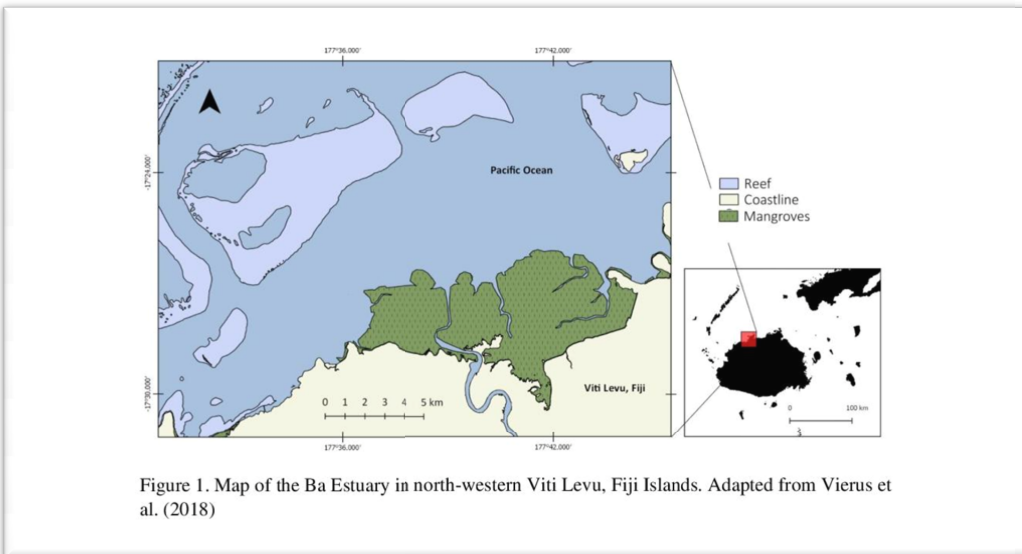 177°36.000'
177°42.000'
-17°24.000'
Pacific Ocean
Reef
Coastline
Mangroves
Viti Levu, Fiji
-17°30.000'
0 1 2 3 4 5 km
0 100 km
177°36.000'
177°42.000'
Figure 1. Map of the Ba Estuary in north-western Viti Levu, Fiji Islands. Adapted from Vierus et
al. (2018)